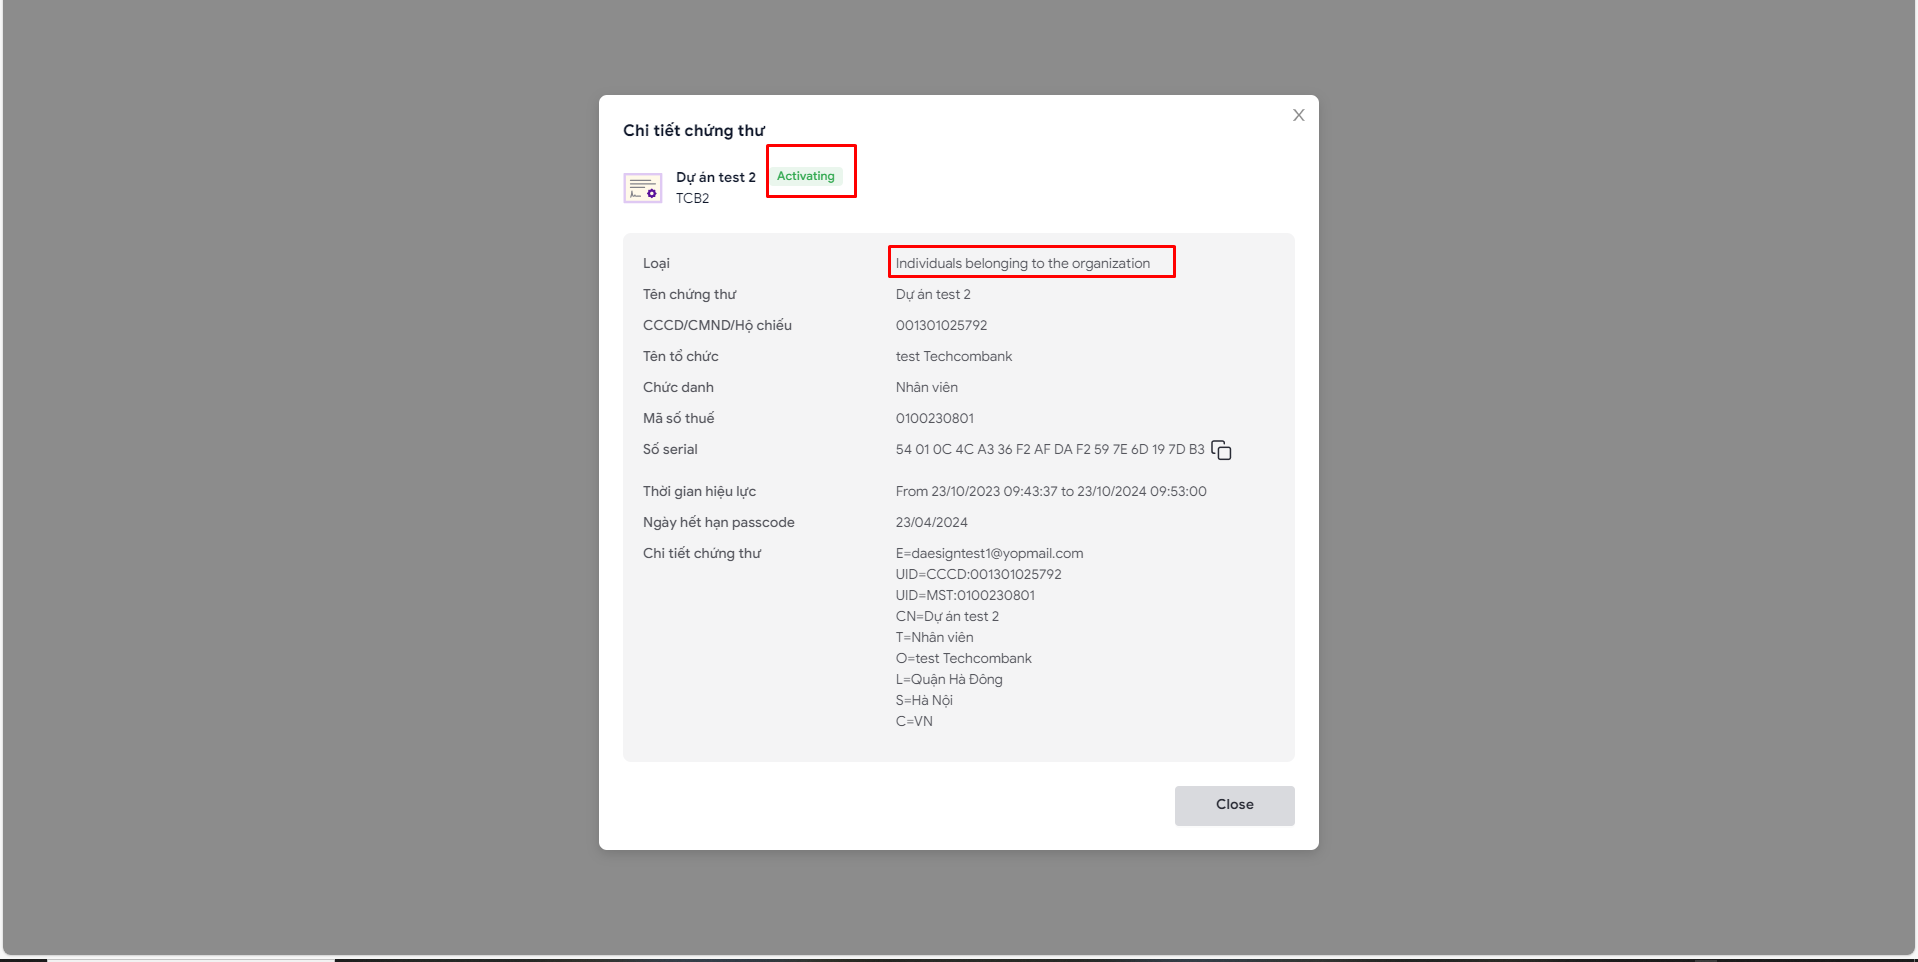 Chi tiết chứng thư
X
Dự án test 2 Activating
TCB2
Loại Individuals belonging to the organization
Tên chứng thư Dự án test 2
CCCD/CMND/Hộ chiếu 001301025792
Tên tổ chức test Techcombank
Chức danh Nhân viên
Mã số thuế 0100230801
Số serial 54 01 0C 4C A3 36 F2 AF DA F2 59 7E 6D 19 7D B3
Thời gian hiệu lực From 23/10/2023 09:43:37 to 23/10/2024 09:53:00
Ngày hết hạn passcode 23/04/2024
Chi tiết chứng thư E=daesigntest1@yopmail.com
UID=CCCD:001301025792
UID=MST:0100230801
CN=Dự án test 2
T=Nhân viên
O=test Techcombank
L=Quận Hà Đông
S=Hà Nội
C=VN
Close